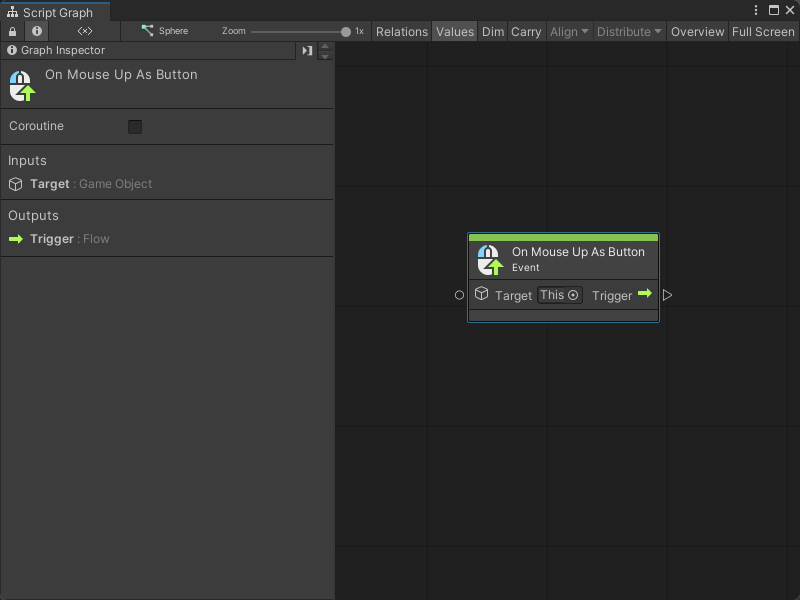 Script Graph
Sphere Zoom 1x Relations Values Dim Carry Align Distribute Overview Full Screen
Graph Inspector
On Mouse Up As Button
Coroutine
Inputs
Target : Game Object
Outputs
Trigger : Flow
On Mouse Up As Button
Event
Target This Trigger